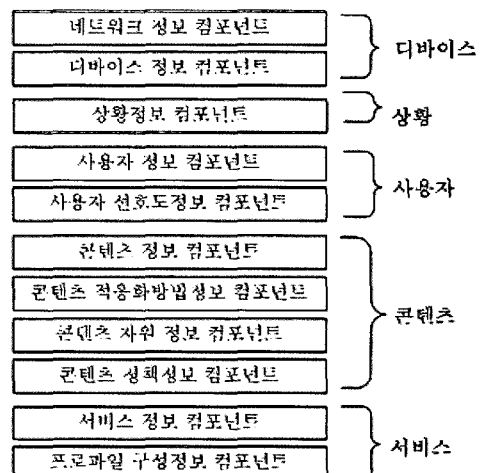 네트워크 정보 컴포넌트
디바이스 정보 컴포넌트
디바이스
상황정보 컴포넌트
상황
사용자 정보 컴포넌트
사용자 선호도정보 컴포넌트
사용자
콘텐츠 정보 컴포넌트
콘텐츠 적응화방법정보 컴포넌트
콘텐츠 자원 정보 컴포넌트
콘텐츠 정책정보 컴포넌트
콘텐츠
서비스 정보 컴포넌트
프로파일 구성정보 컴포넌트
서비스